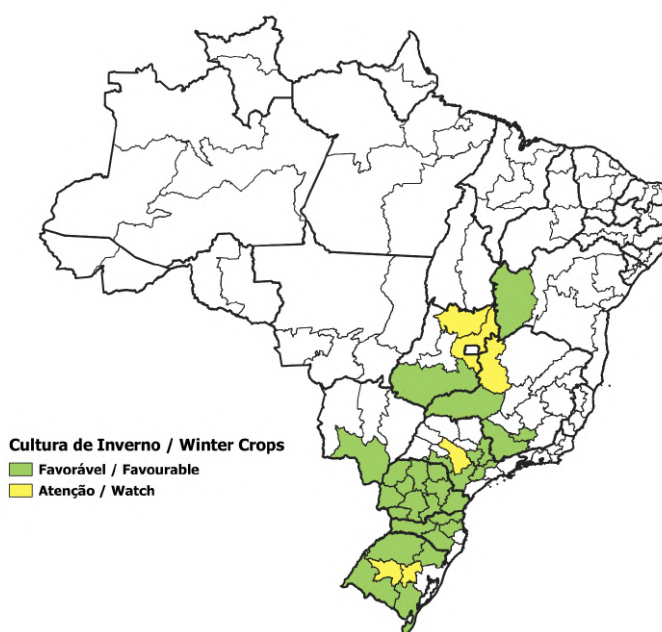 Cultura de Inverno / Winter Crops
Favorável / Favourable
Atenção / Watch